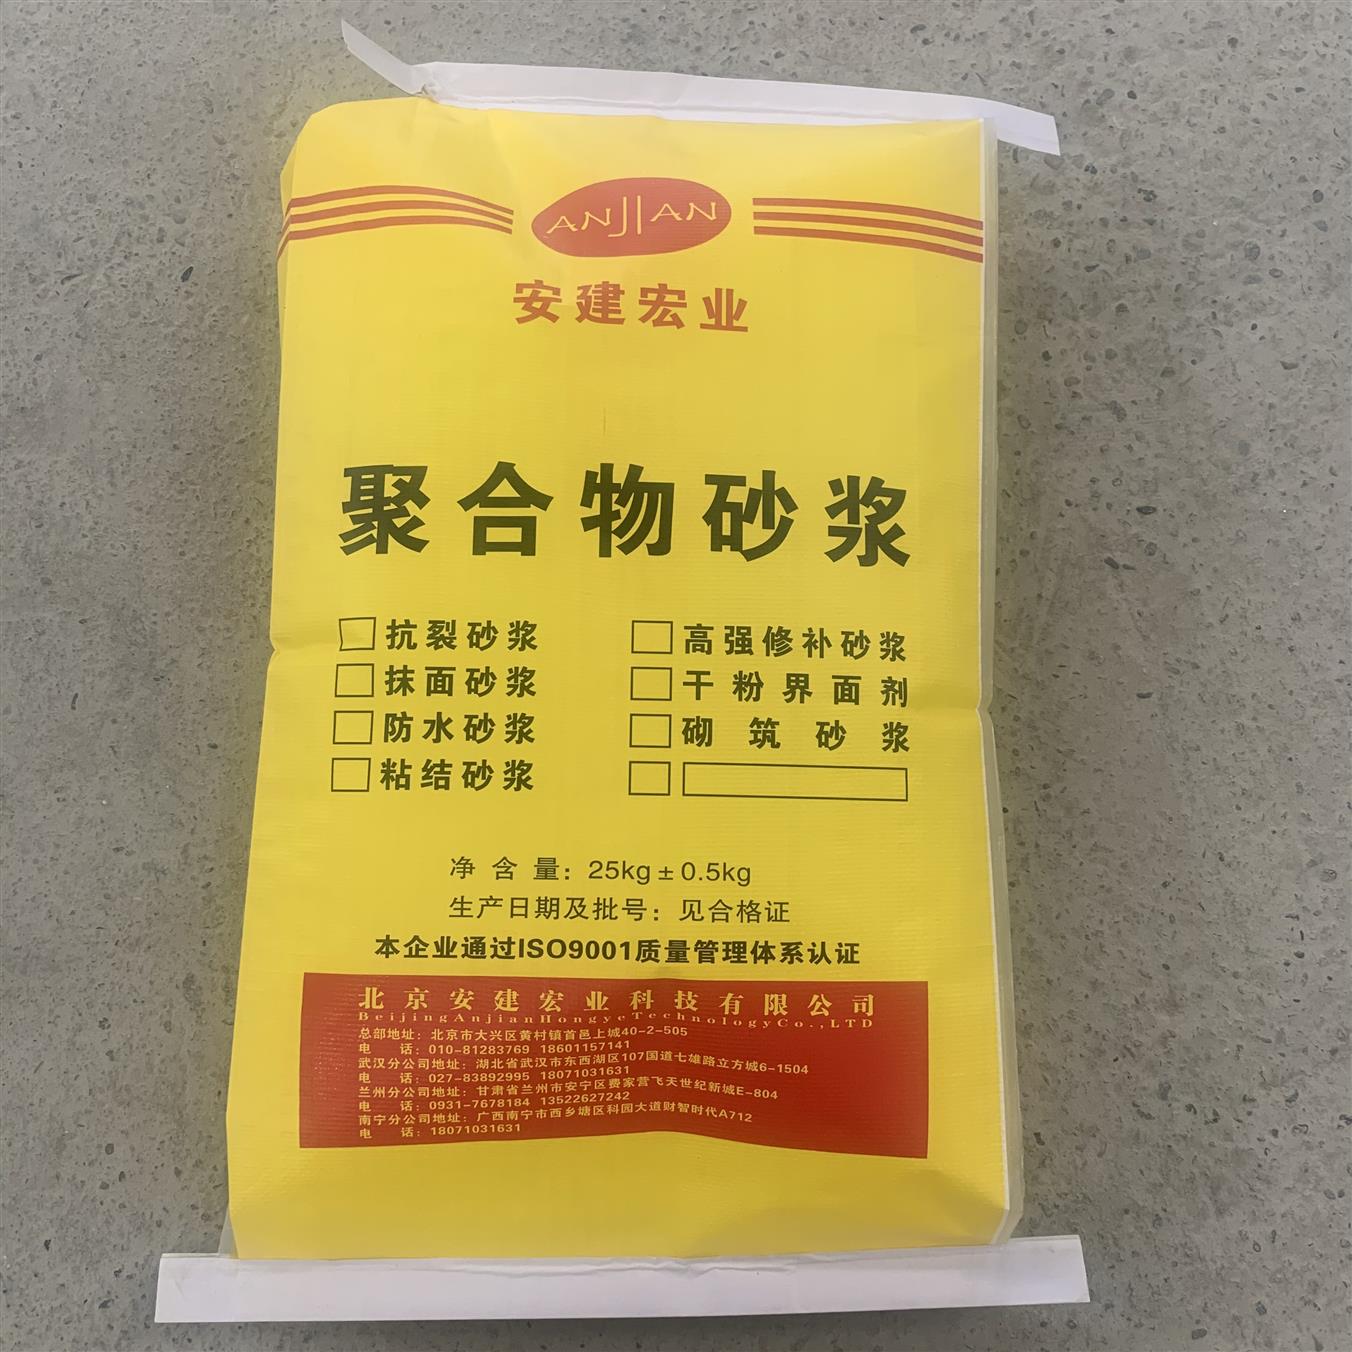 ANJIAN
安建宏业
聚合物砂浆
抗裂砂浆 高强修补砂浆
抹面砂浆 干粉界面剂
防水砂浆 砌筑砂浆
粘结砂浆
净含量：25kg±0.5kg
生产日期及批号：见合格证
本企业通过ISO9001质量管理体系认证
北京安建宏业科技有限公司
BeijingAnjianHongyeTechnologyCo.,LTD
总部地址：北京市大兴区黄村镇首邑上城40-2-505
电 话：010-81283769 18601157141
武汉分公司地址：湖北省武汉市东西湖区107国道七雄路立方城6-1504
电 话：027-83892995 18071031631
兰州分公司地址：甘肃省兰州市安宁区费家营飞天世纪新城E-804
电 话：0931-7678184 13522627242
南宁分公司地址：广西南宁市西乡塘区科园大道财智时代A712
电 话：18071031631